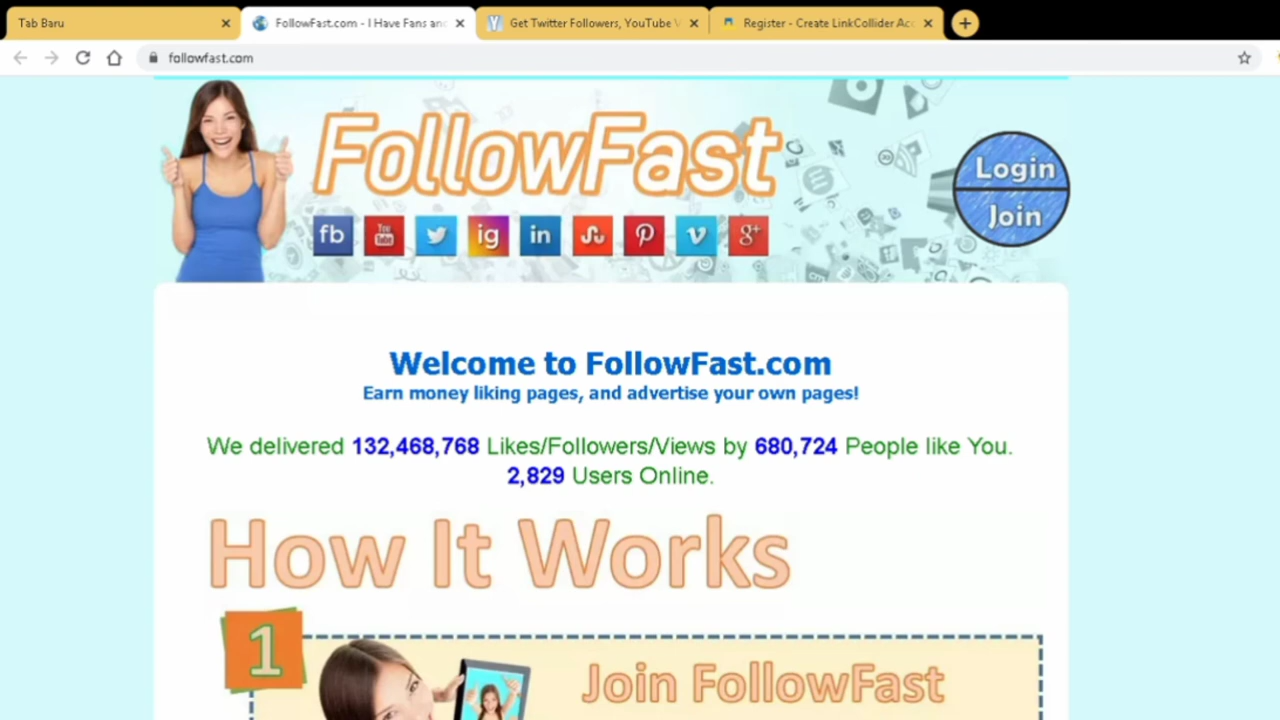 Tab Baru
FollowFast.com - I Have Fans and
Get Twitter Followers, YouTube V
Register - Create LinkCollider Acc
followfast.com
FollowFast
Login
Join
fb
You Tube
ig
in
g+
Welcome to FollowFast.com
Earn money liking pages, and advertise your own pages!
We delivered 132,468,768 Likes/Followers/Views by 680,724 People like You.
2,829 Users Online.
How It Works
1
Join FollowFast